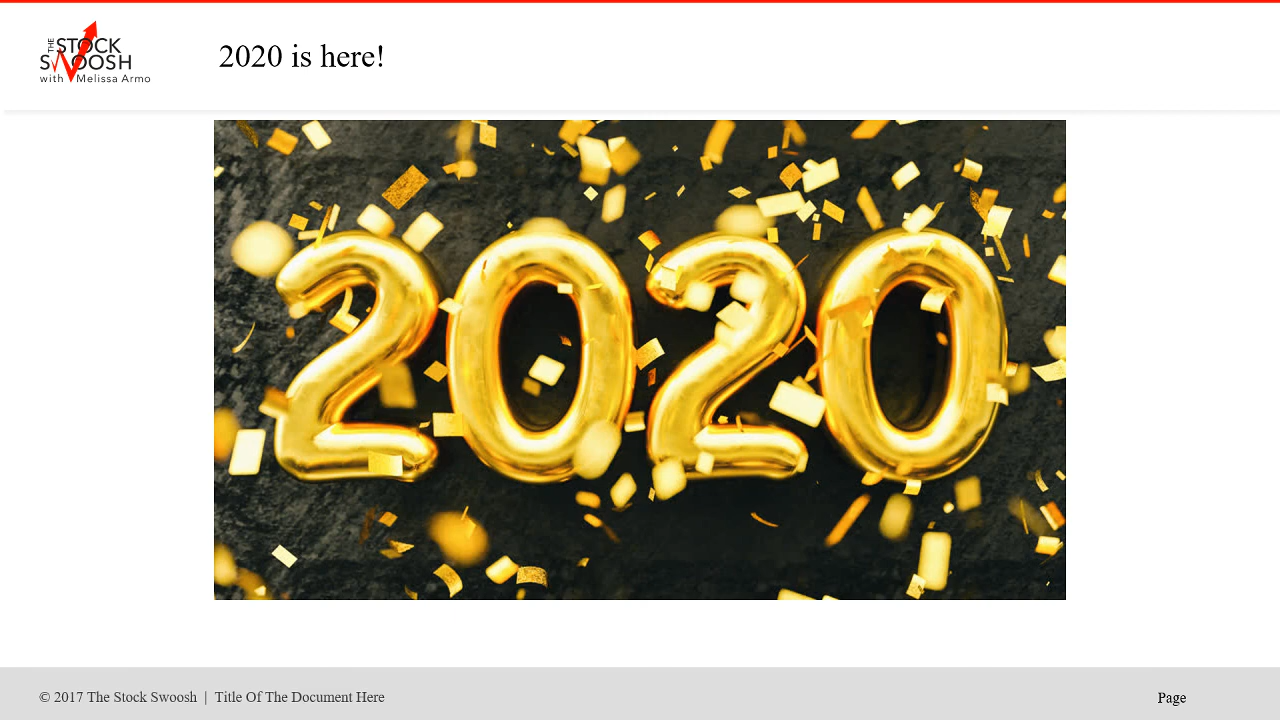 THE STOCK
SWOOSH
with Melissa Armo
2020 is here!
2020
© 2017 The Stock Swoosh | Title Of The Document Here
Page